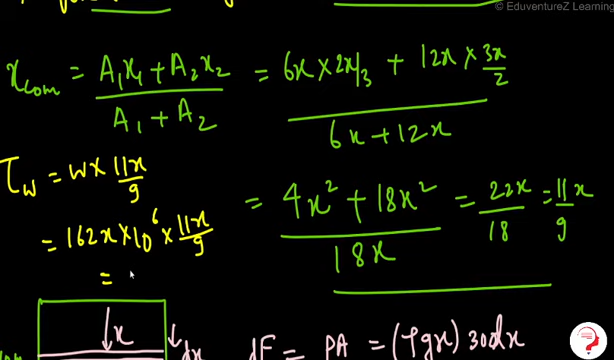 © EduventureZ Learning
x_com = (A₁x₁ + A₂x₂)/(A₁ + A₂) = (6x × 2x/3 + 12x × 3x/2)/(6x + 12x)
τ_w = w × 11x/9
= (4x² + 18x²)/18x = 22x/18 = 11x/9
= 162x × 10⁶ × 11x/9
=
x dx
dF = PA = (ρgx) 300dx